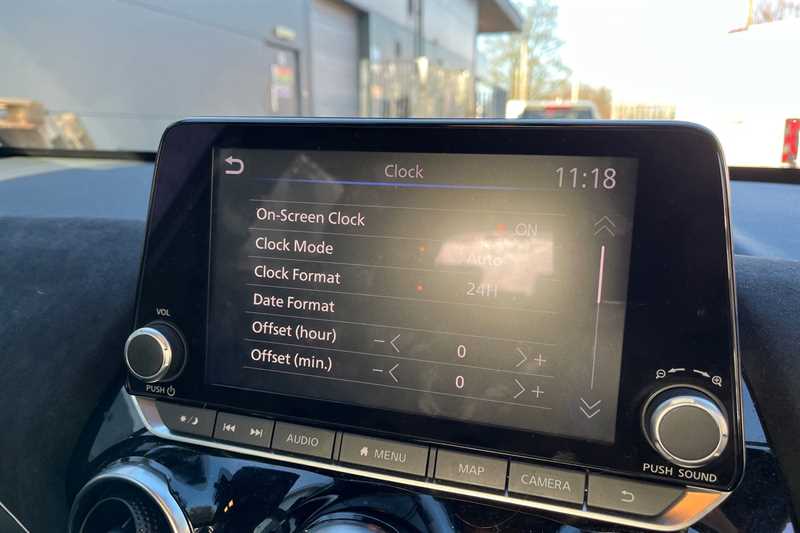 Clock 11:18
On-Screen Clock ON
Clock Mode Auto
Clock Format 24H
Date Format
Offset (hour) − 0 +
Offset (min.) − 0 +
VOL
PUSH
AUDIO
MENU
MAP
CAMERA
PUSH SOUND